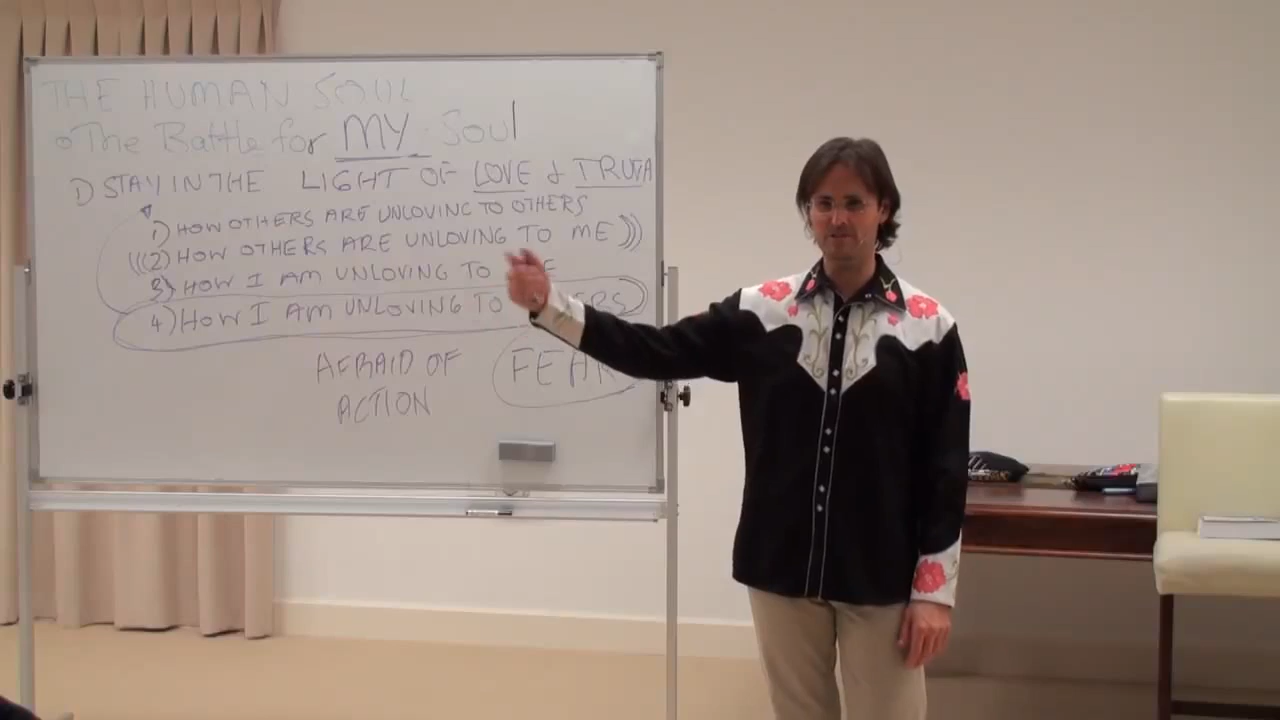 THE HUMAN SOUL
The Battle for MY Soul
1) STAY IN THE LIGHT OF LOVE & TRUTH
1) HOW OTHERS ARE UNLOVING TO OTHERS
(((2) HOW OTHERS ARE UNLOVING TO ME)))
3) HOW I AM UNLOVING TO
4) HOW I AM UNLOVING TO
AFRAID OF
ACTION
FEAR